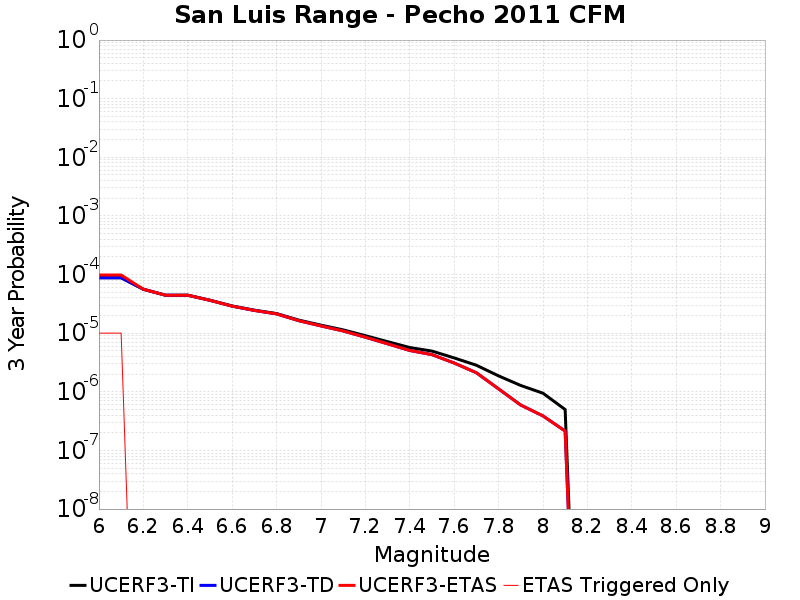 San Luis Range - Pecho 2011 CFM
10^0
10^-1
10^-2
10^-3
10^-4
10^-5
10^-6
10^-7
10^-8
3 Year Probability
6 6.2 6.4 6.6 6.8 7 7.2 7.4 7.6 7.8 8 8.2 8.4 8.6 8.8 9
Magnitude
UCERF3-TI UCERF3-TD UCERF3-ETAS ETAS Triggered Only